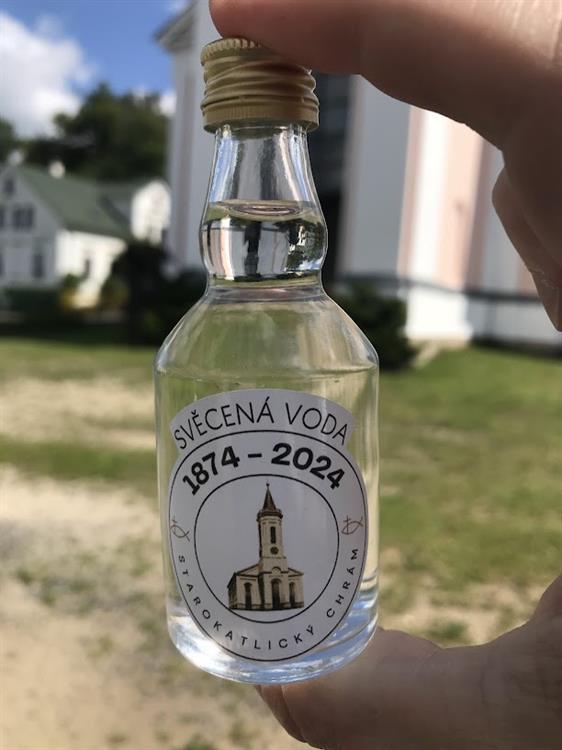 SVĚCENÁ VODA
1874 – 2024
STAROKATLICKÝ CHRÁM